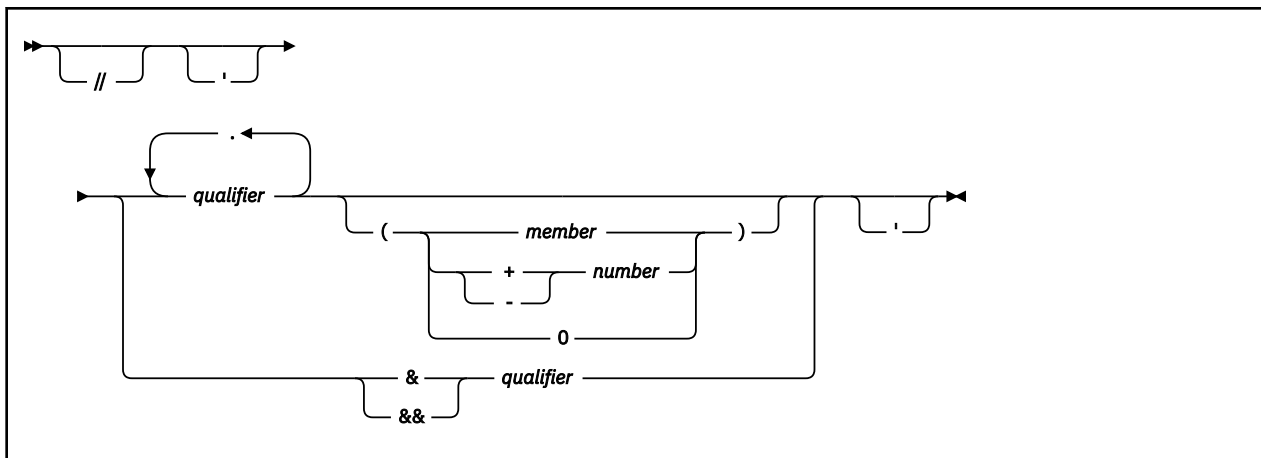 // '
.
qualifier
( member )
+ number
-
0
'
& qualifier
&&